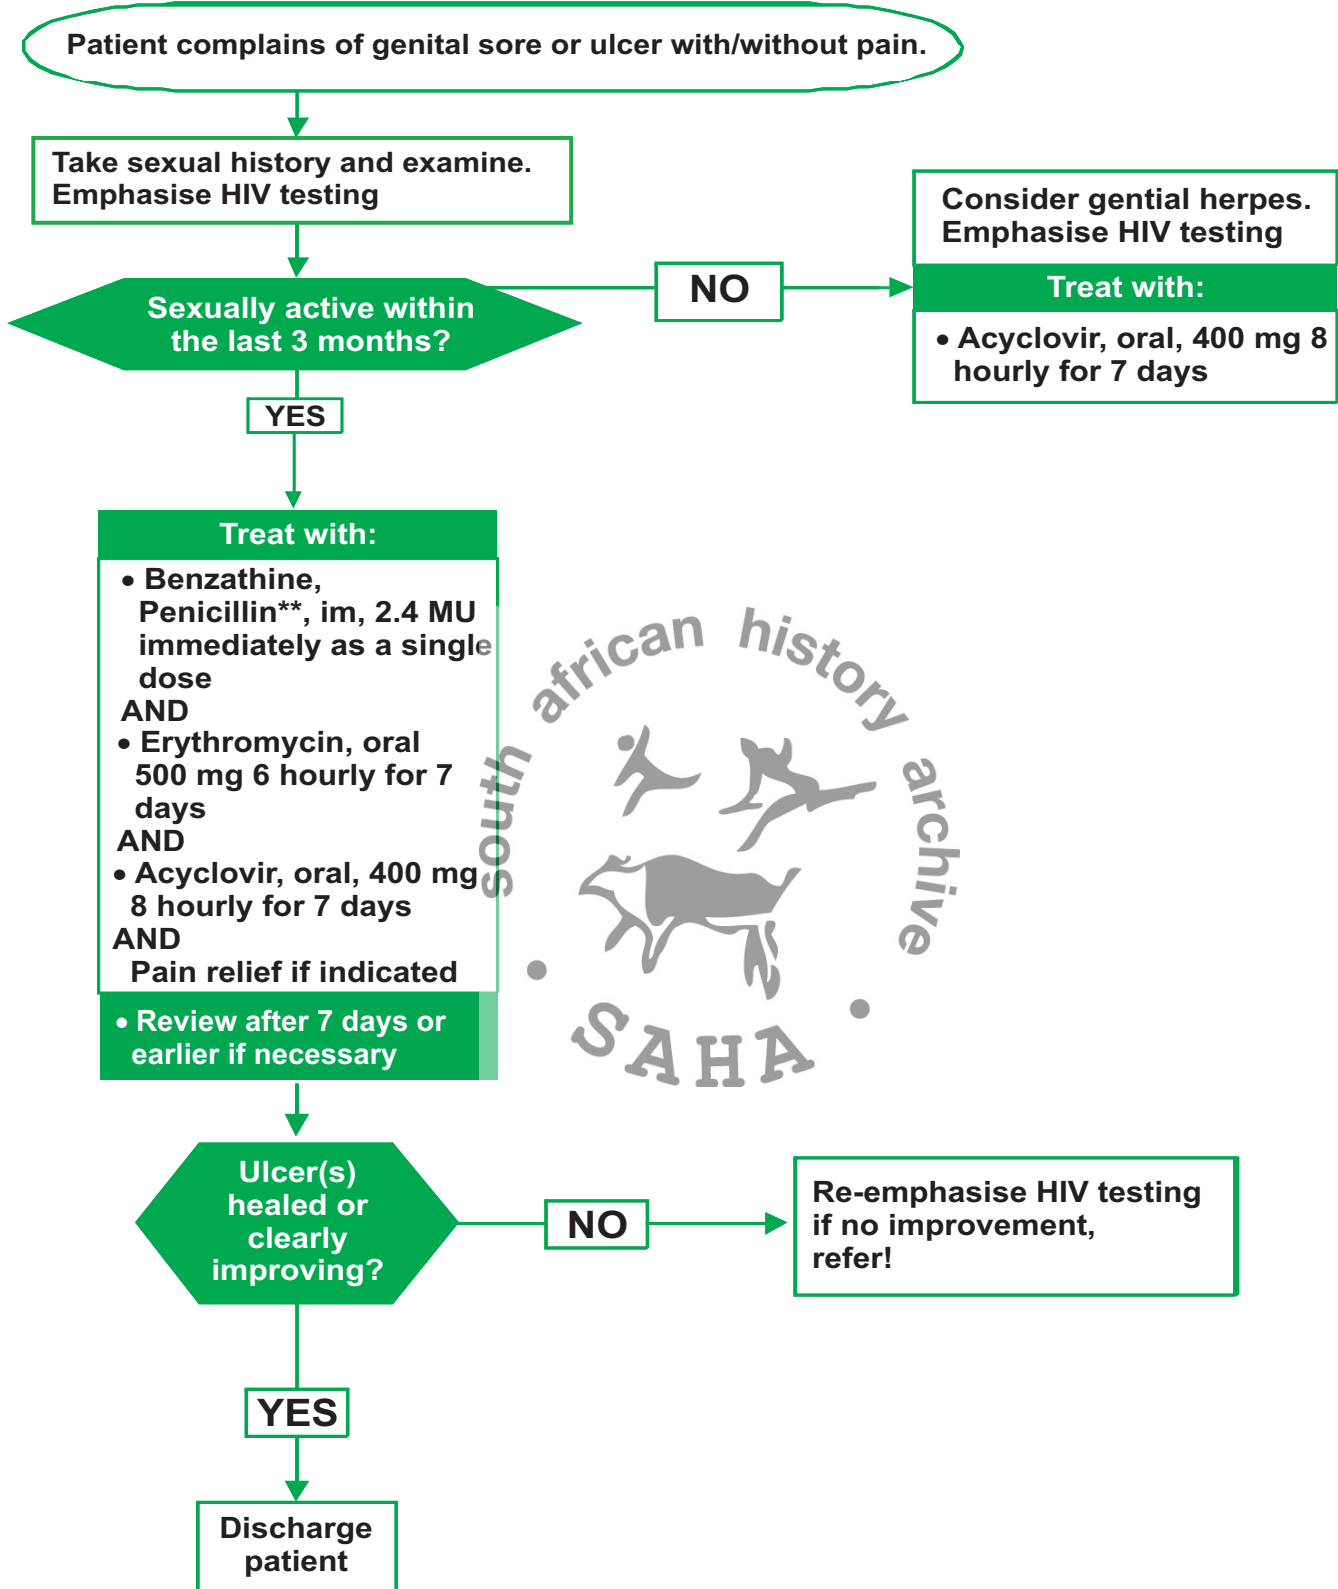 Patient complains of genital sore or ulcer with/without pain.
Take sexual history and examine.
Emphasise HIV testing
Sexually active within
the last 3 months?
NO
Consider gential herpes.
Emphasise HIV testing
Treat with:
• Acyclovir, oral, 400 mg 8
hourly for 7 days
YES
Treat with:
• Benzathine,
Penicillin**, im, 2.4 MU
immediately as a single
dose
AND
• Erythromycin, oral
500 mg 6 hourly for 7
days
AND
• Acyclovir, oral, 400 mg
8 hourly for 7 days
AND
Pain relief if indicated
• Review after 7 days or
earlier if necessary
south african history archive
• SAHA •
Ulcer(s)
healed or
clearly
improving?
NO
Re-emphasise HIV testing
if no improvement,
refer!
YES
Discharge
patient